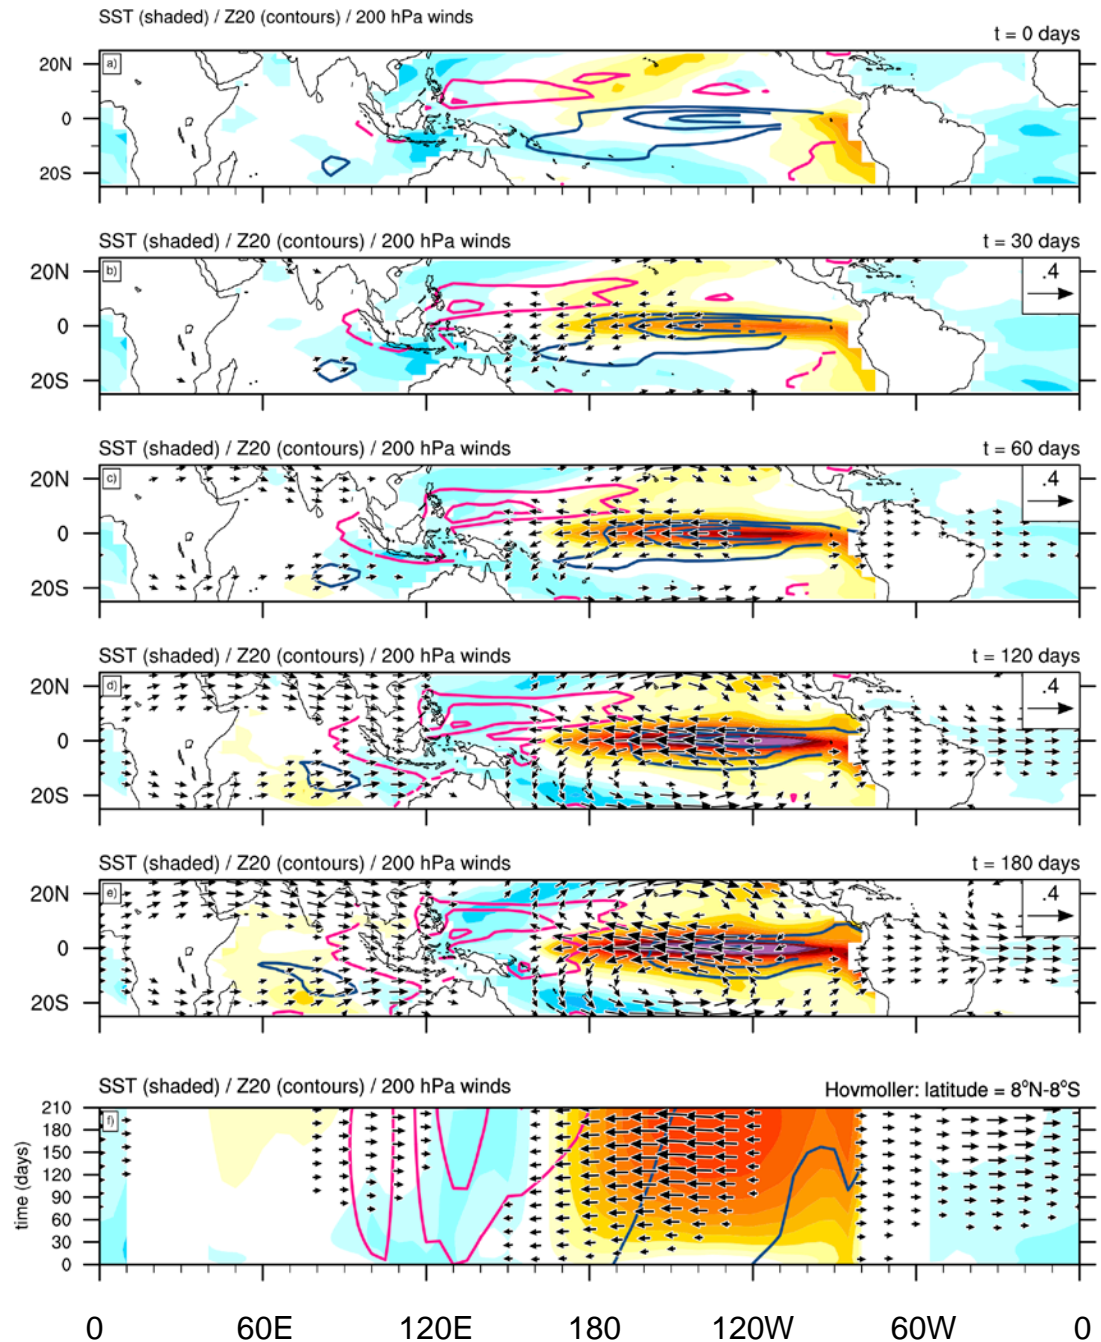 SST (shaded) / Z20 (contours) / 200 hPa winds
t = 0 days
a)
20N
0
20S
SST (shaded) / Z20 (contours) / 200 hPa winds
t = 30 days
b)
.4
20N
0
20S
SST (shaded) / Z20 (contours) / 200 hPa winds
t = 60 days
c)
.4
20N
0
20S
SST (shaded) / Z20 (contours) / 200 hPa winds
t = 120 days
d)
.4
20N
0
20S
SST (shaded) / Z20 (contours) / 200 hPa winds
t = 180 days
e)
.4
20N
0
20S
SST (shaded) / Z20 (contours) / 200 hPa winds
Hovmoller: latitude = 8°N-8°S
f)
time (days)
210
180
150
120
90
60
30
0
0 60E 120E 180 120W 60W 0